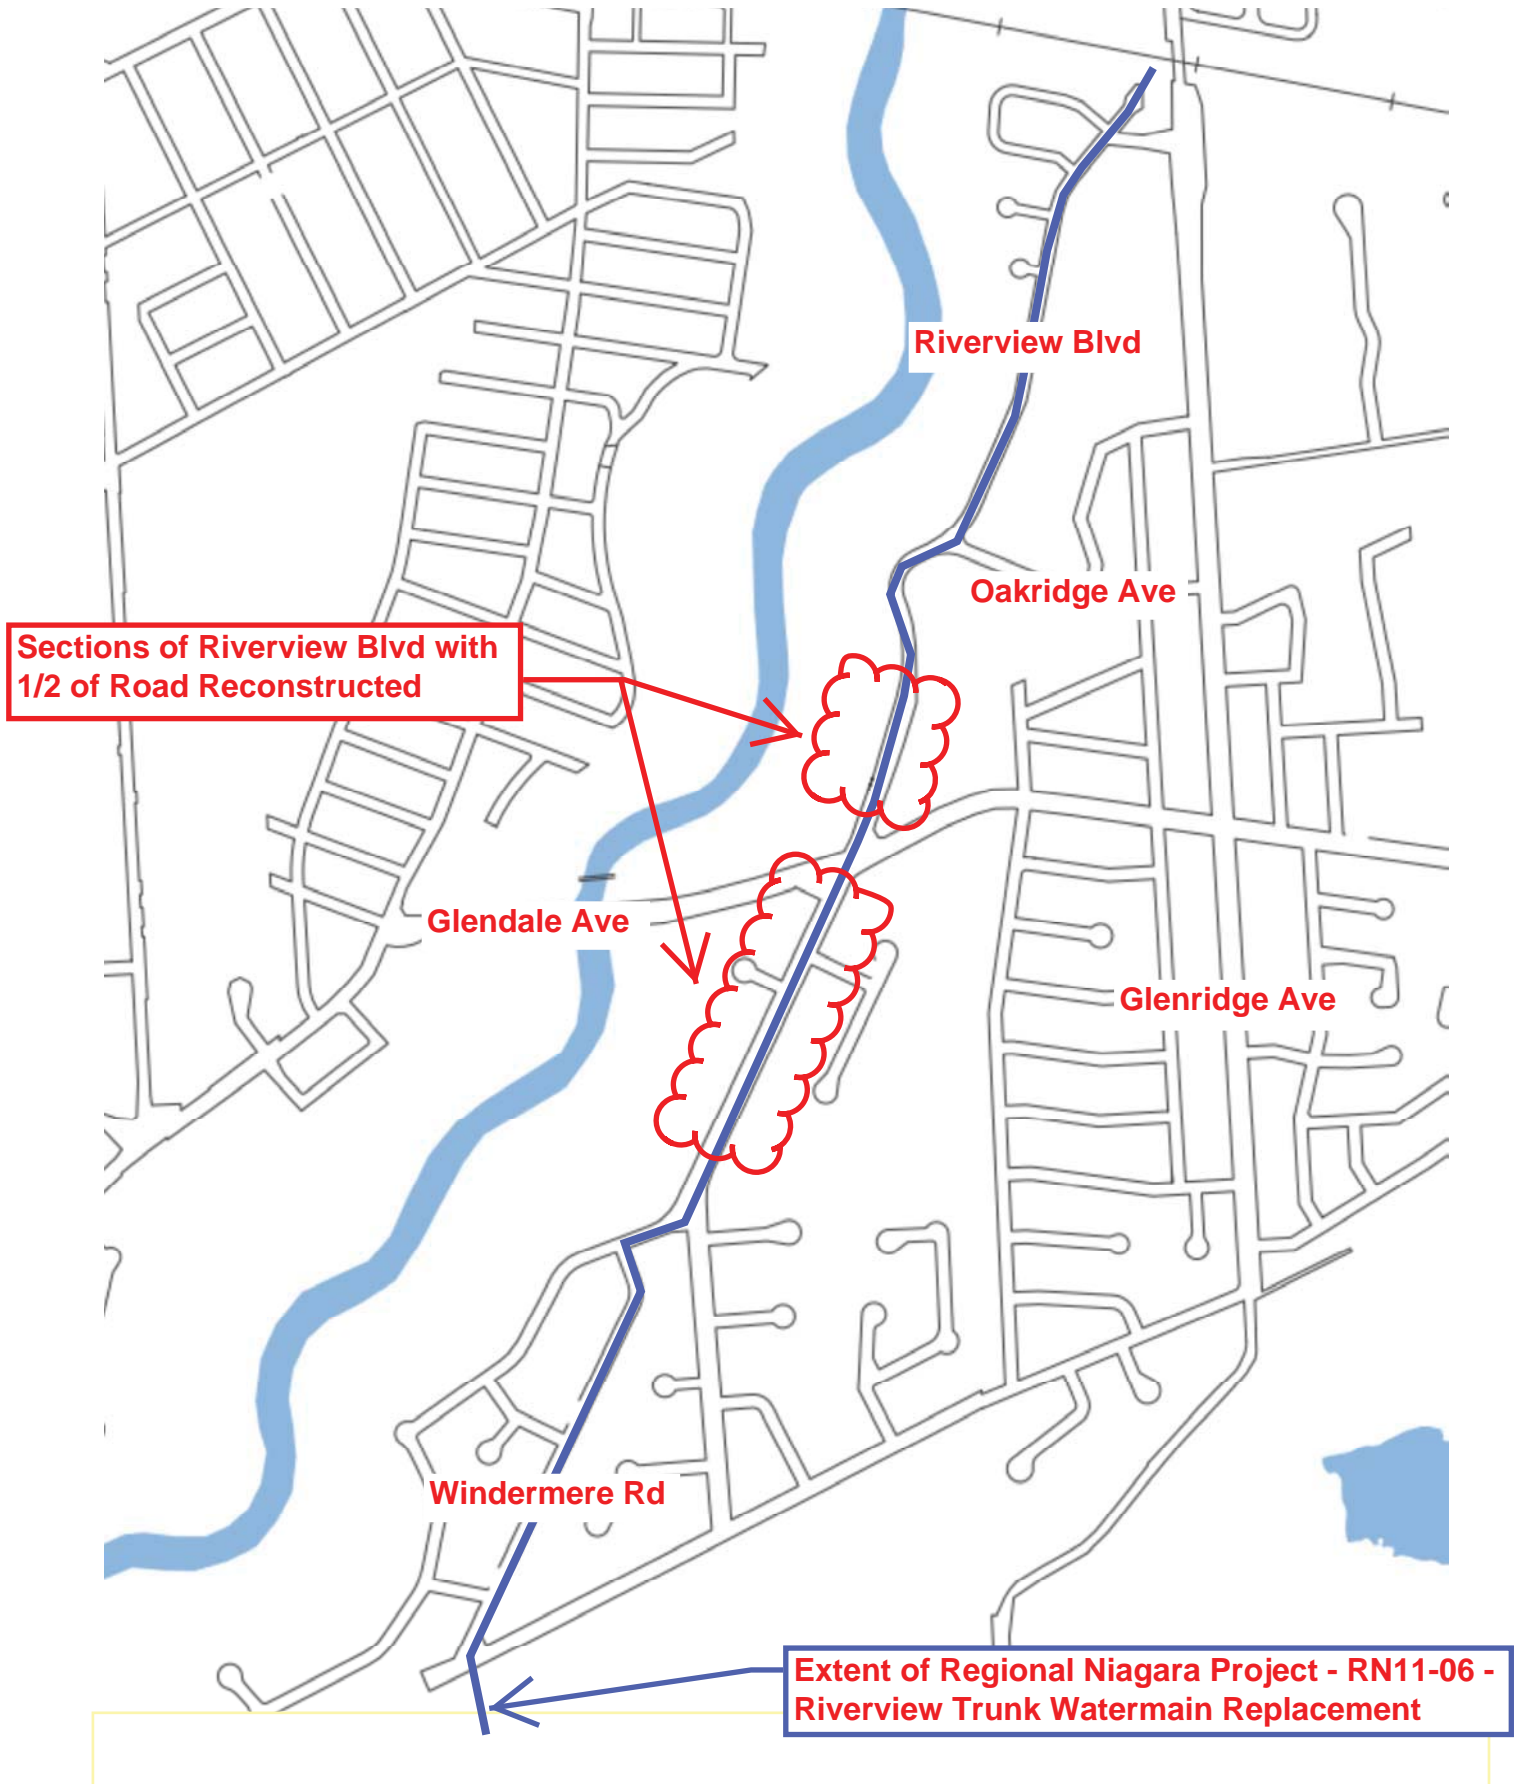 Riverview Blvd
Oakridge Ave
Sections of Riverview Blvd with
1/2 of Road Reconstructed
Glendale Ave
Glenridge Ave
Windermere Rd
Extent of Regional Niagara Project - RN11-06 -
Riverview Trunk Watermain Replacement